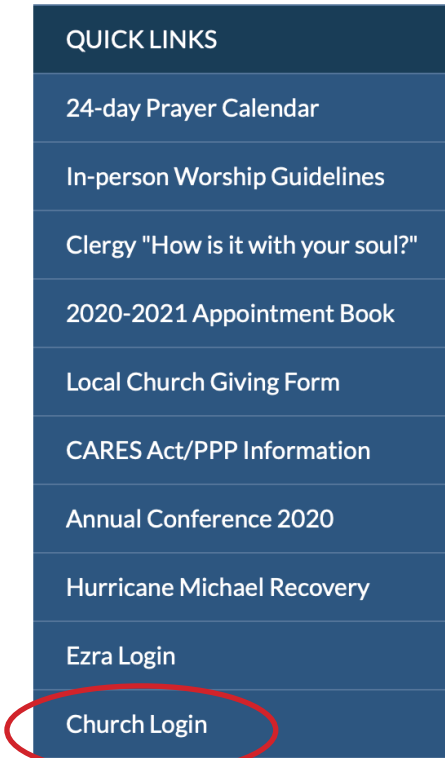 QUICK LINKS
24-day Prayer Calendar
In-person Worship Guidelines
Clergy "How is it with your soul?"
2020-2021 Appointment Book
Local Church Giving Form
CARES Act/PPP Information
Annual Conference 2020
Hurricane Michael Recovery
Ezra Login
Church Login